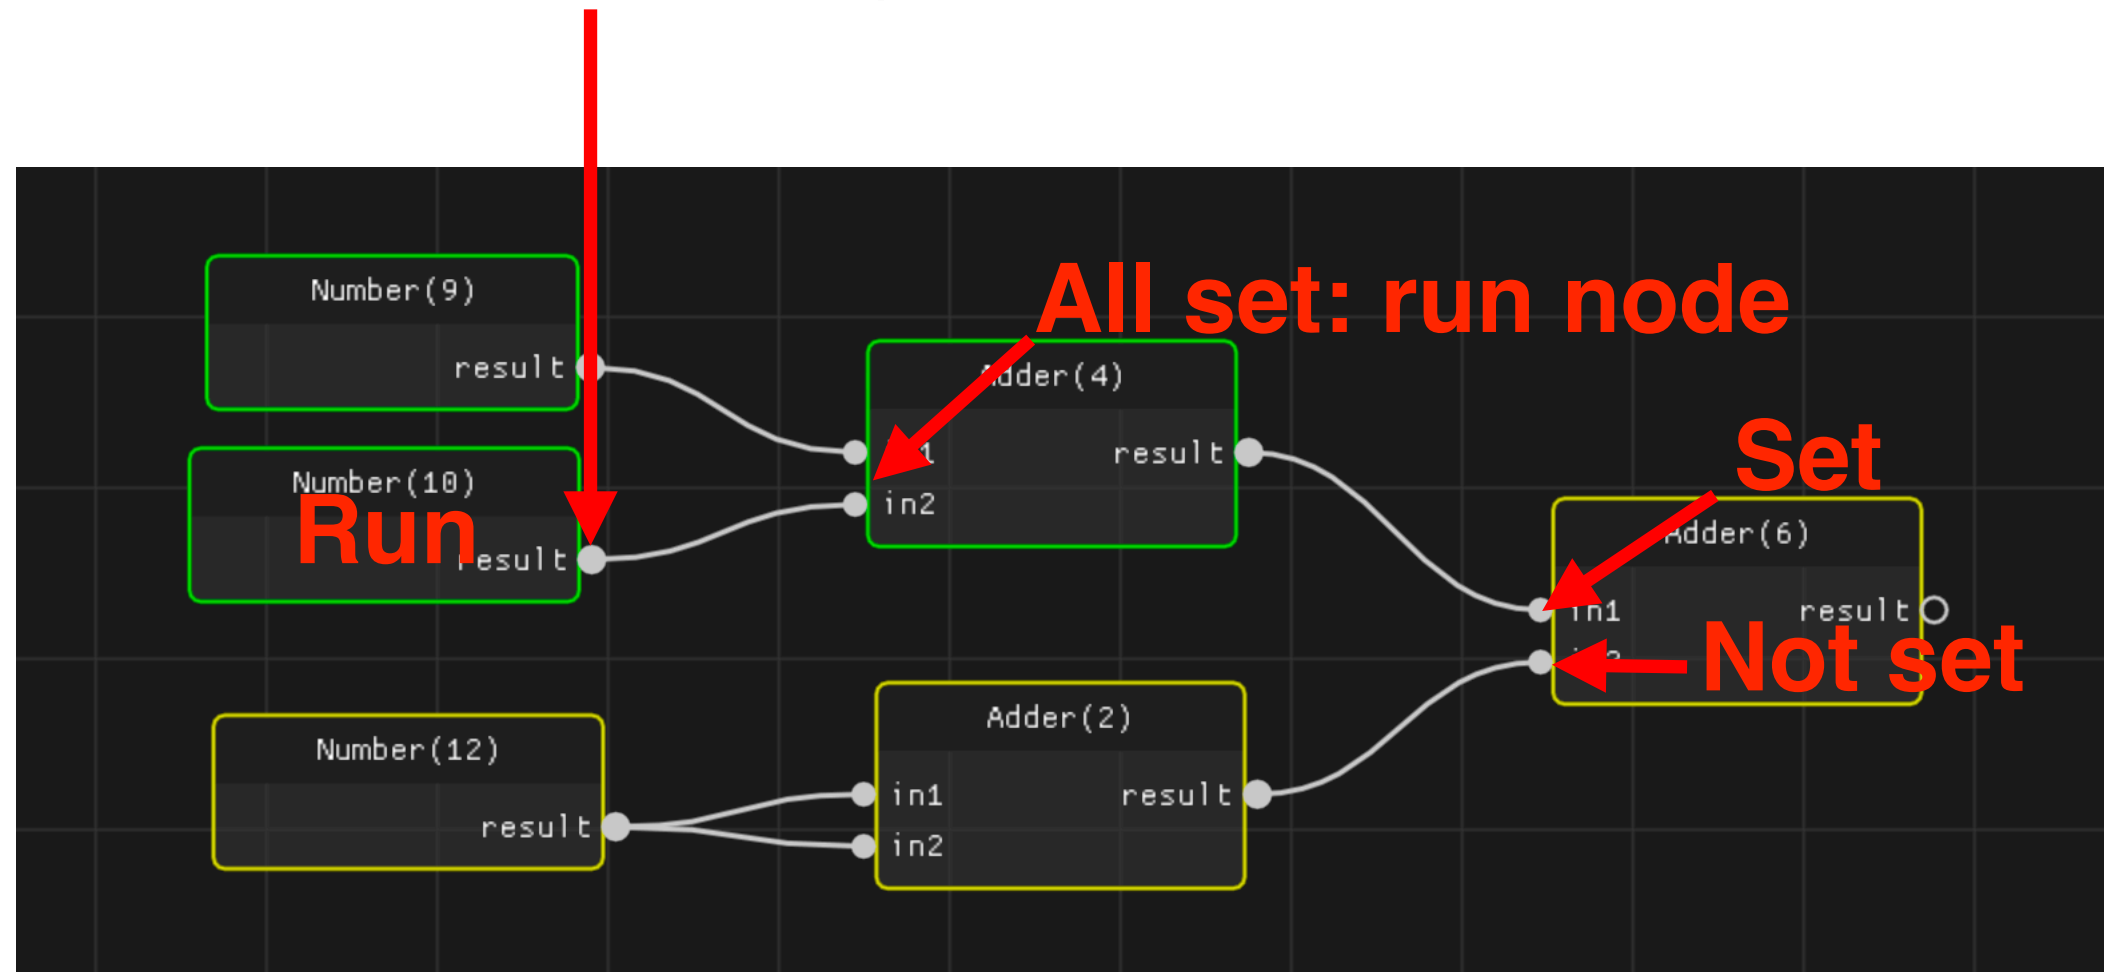 Number(9)
result
All set: run node
Adder(4)
result
in2
Number(10)
Run
result
Set
Adder(6)
in1
result
Not set
Adder(2)
in1
result
in2
Number(12)
result